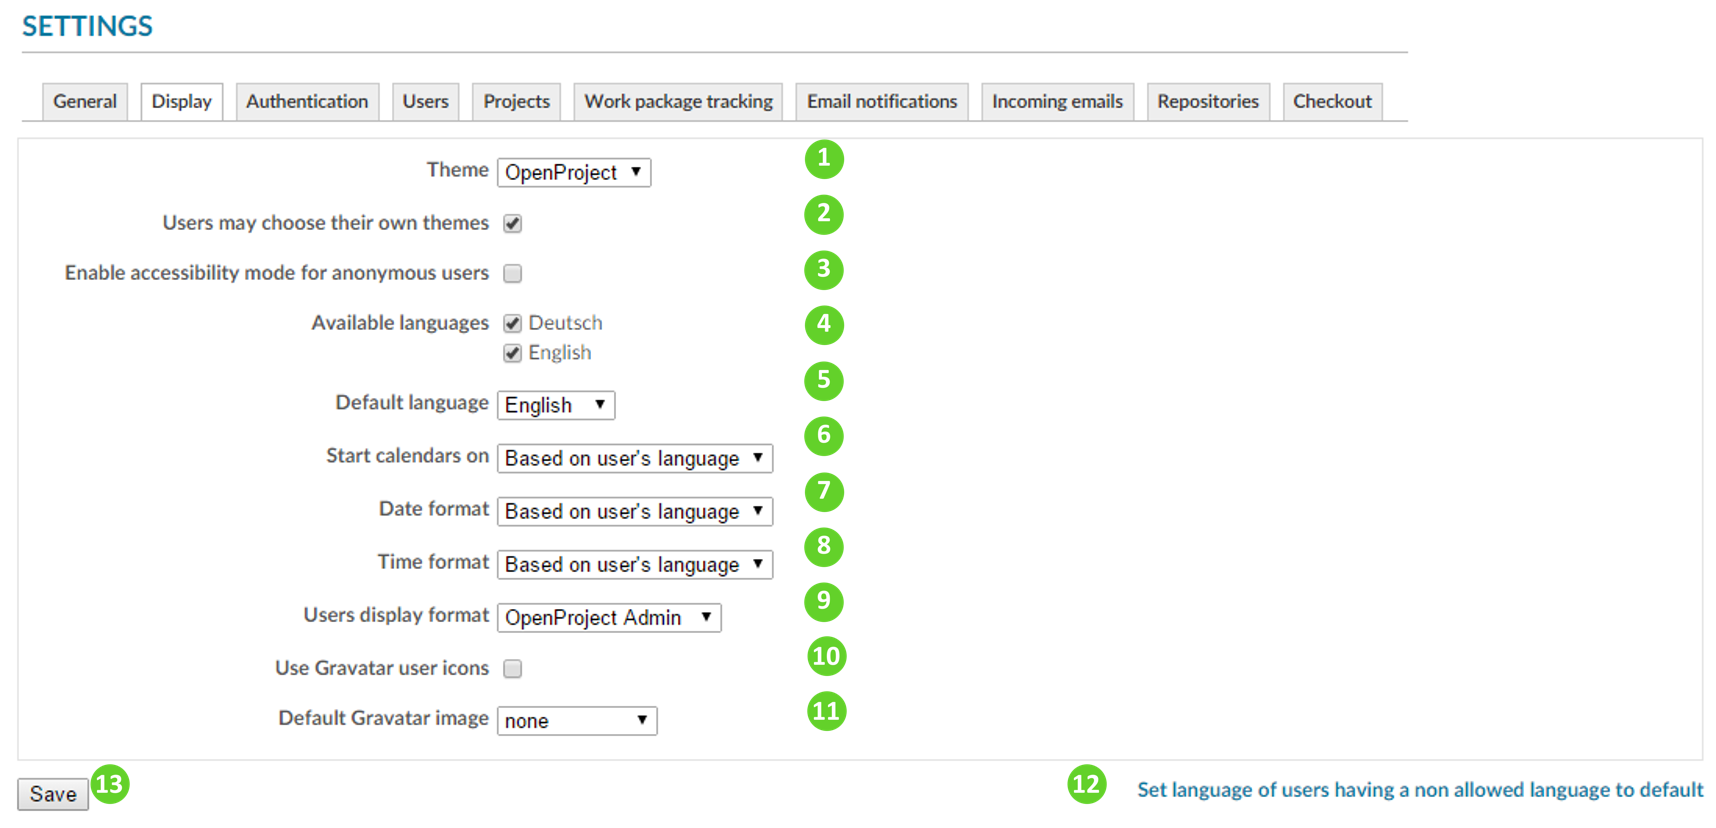 SETTINGS
General Display Authentication Users Projects Work package tracking Email notifications Incoming emails Repositories Checkout
Theme OpenProject 1
Users may choose their own themes 2
Enable accessibility mode for anonymous users 3
Available languages Deutsch 4
English
Default language English 5
Start calendars on Based on user's language 6
Date format Based on user's language 7
Time format Based on user's language 8
Users display format OpenProject Admin 9
Use Gravatar user icons 10
Default Gravatar image none 11
Save 13 12 Set language of users having a non allowed language to default